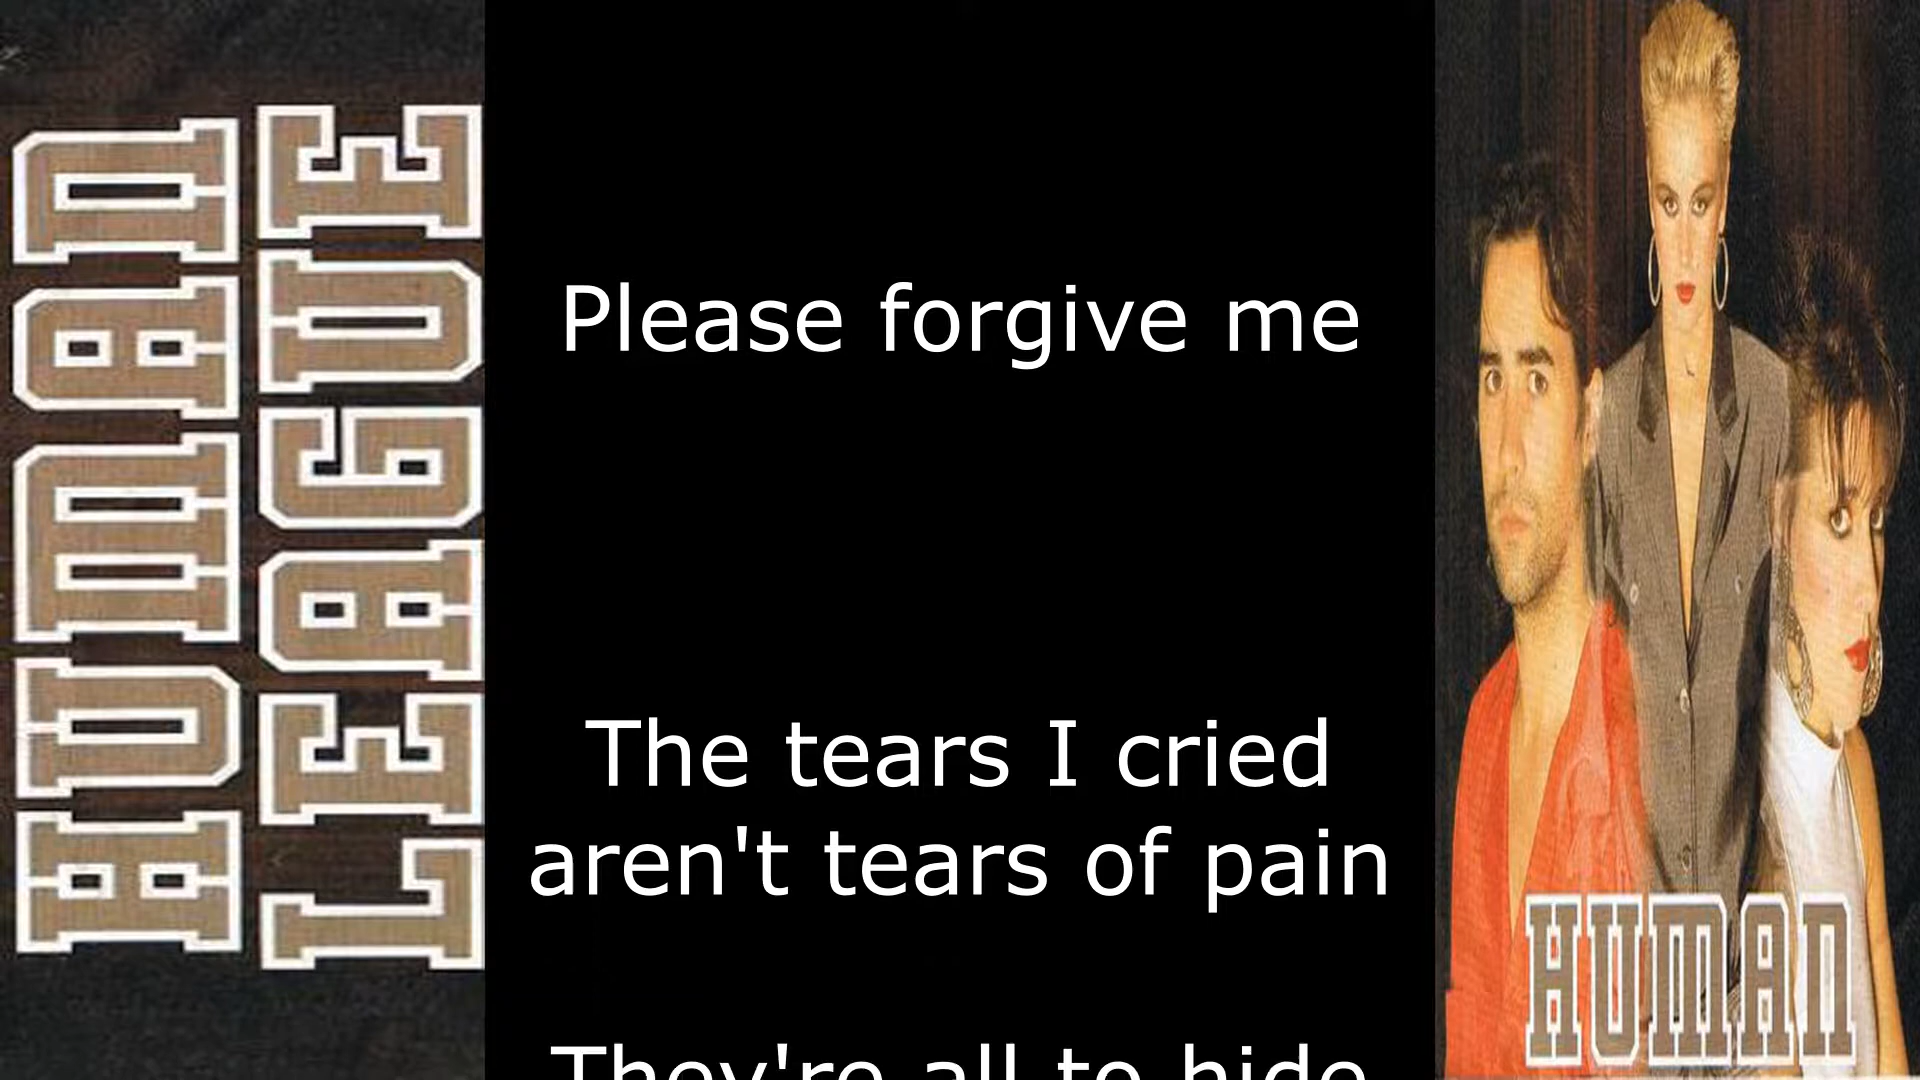 HUMAN
LEAGUE
Please forgive me
The tears I cried
aren't tears of pain
They're all to hide
HUMAN